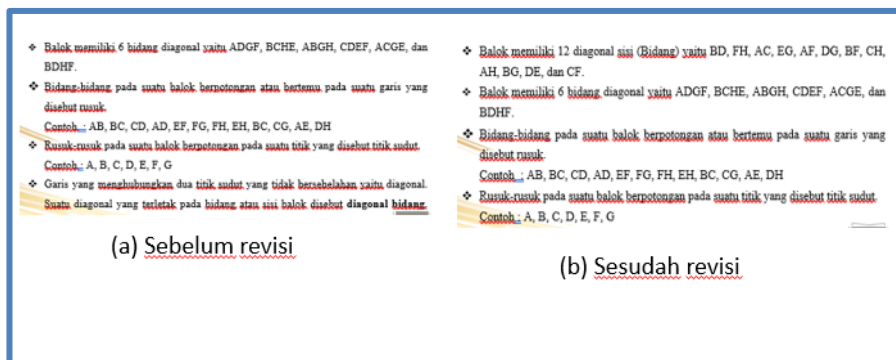 ❖ Balok memiliki 6 bidang diagonal yaitu ADGF, BCHE, ABGH, CDEF, ACGE, dan
BDHF.
❖ Bidang-bidang pada suatu balok berpotongan atau bertemu pada suatu garis yang
disebut rusuk.
Contoh : AB, BC, CD, AD, EF, FG, FH, EH, BC, CG, AE, DH
❖ Rusuk-rusuk pada suatu balok berpotongan pada suatu titik yang disebut titik sudut.
Contoh : A, B, C, D, E, F, G
❖ Garis yang menghubungkan dua titik sudut yang tidak bersebelahan yaitu diagonal.
Suatu diagonal yang terletak pada bidang atau sisi balok disebut diagonal bidang.
(a) Sebelum revisi
❖ Balok memiliki 12 diagonal sisi (Bidang) yaitu BD, FH, AC, EG, AF, DG, BF, CH,
AH, BG, DE, dan CF.
❖ Balok memiliki 6 bidang diagonal yaitu ADGF, BCHE, ABGH, CDEF, ACGE, dan
BDHF.
❖ Bidang-bidang pada suatu balok berpotongan atau bertemu pada suatu garis yang
disebut rusuk.
Contoh : AB, BC, CD, AD, EF, FG, FH, EH, BC, CG, AE, DH
❖ Rusuk-rusuk pada suatu balok berpotongan pada suatu titik yang disebut titik sudut.
Contoh : A, B, C, D, E, F, G
(b) Sesudah revisi